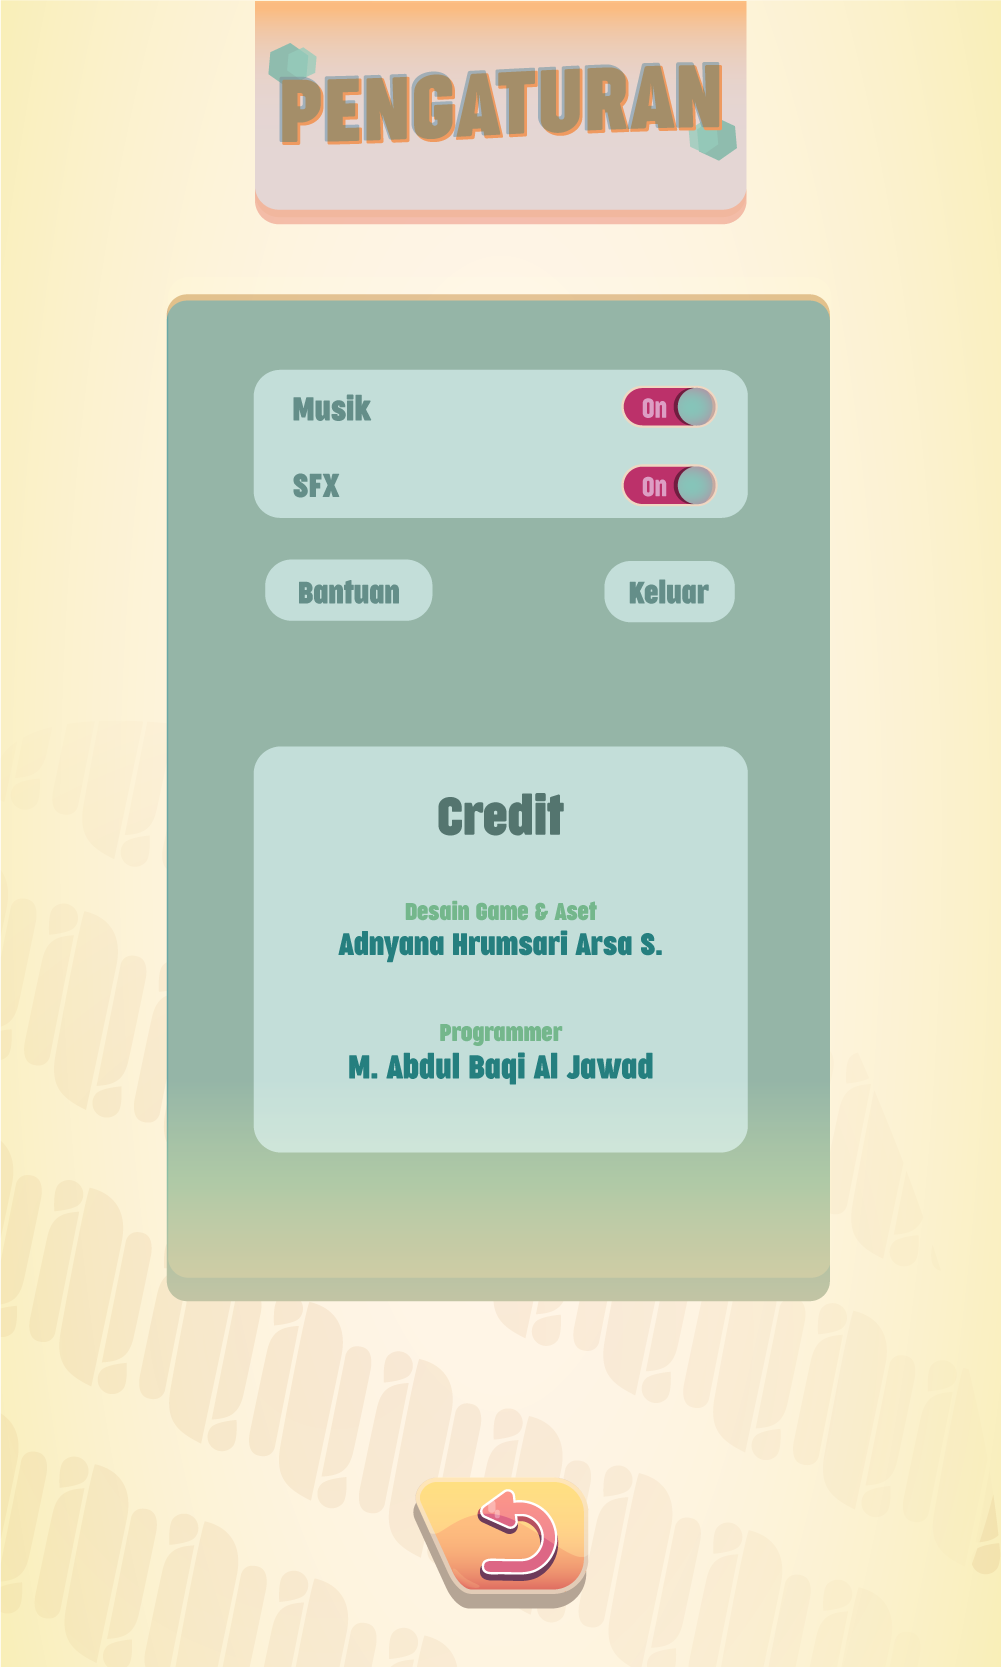 PENGATURAN
Musik On
SFX On
Bantuan Keluar
Credit
Desain Game & Aset
Adnyana Hrumsari Arsa S.
Programmer
M. Abdul Baqi Al Jawad